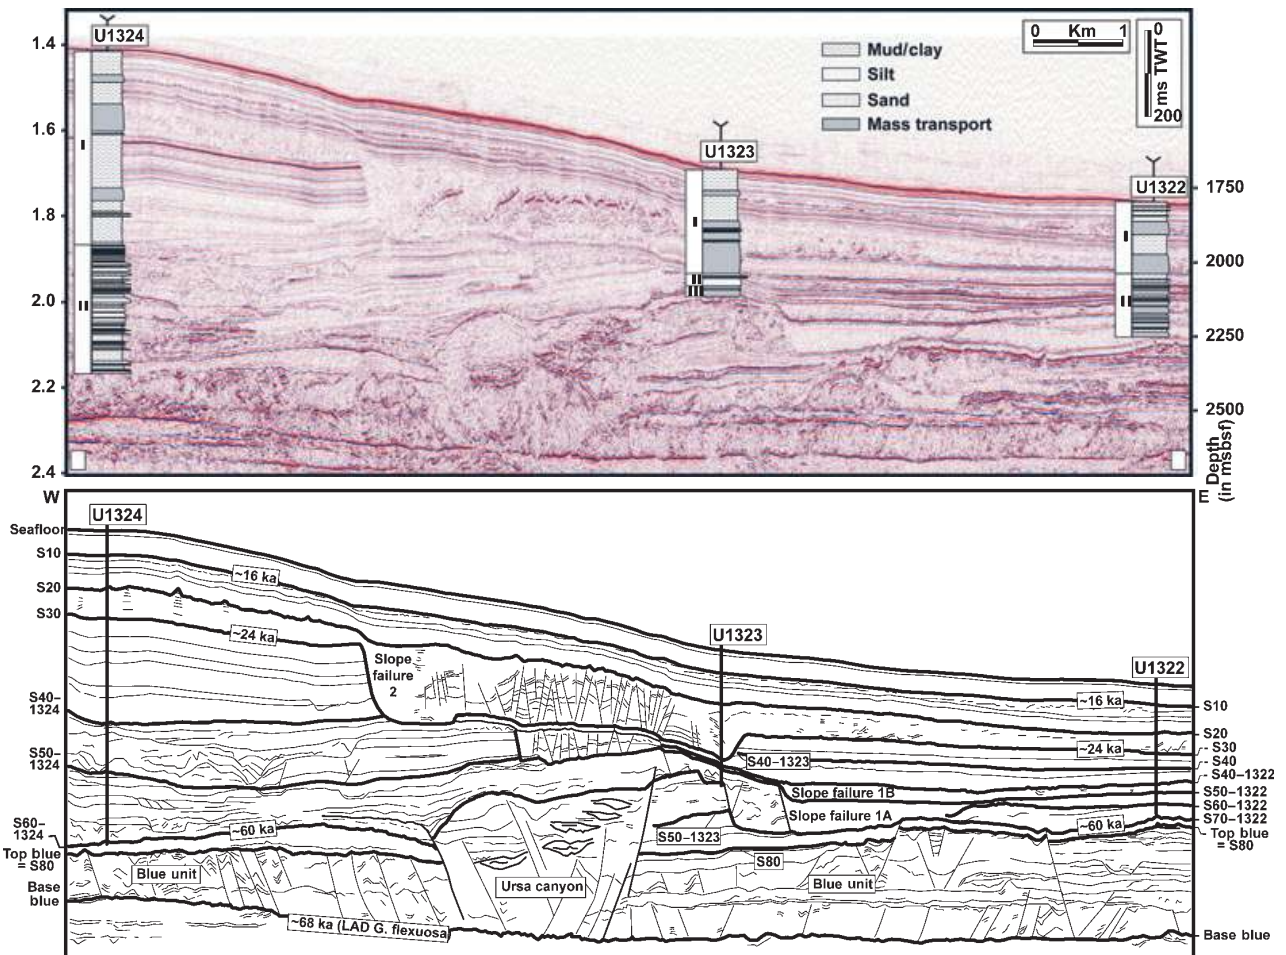 U1324
0 Km 1
0
ms TWT
200
1.4
1.6
1.8
2.0
2.2
2.4
Mud/clay
Silt
Sand
Mass transport
U1323
U1322
I
II
I
II
III
I
II
1750
2000
2250
2500
Depth
(in msbsf)
W
E
U1324
U1323
U1322
Seafloor
S10
S20
S30
S40–
1324
S50–
1324
S60–
1324
Top blue
= S80
Base
blue
~16 ka
~24 ka
~60 ka
Slope
failure
2
S40–1323
Slope failure 1B
Slope failure 1A
S50–1323
S80
Blue unit
Ursa canyon
Blue unit
~68 ka (LAD G. flexuosa)
~16 ka
~24 ka
~60 ka
S10
S20
S30
S40
S40–1322
S50–1322
S60–1322
S70–1322
Top blue
= S80
Base blue